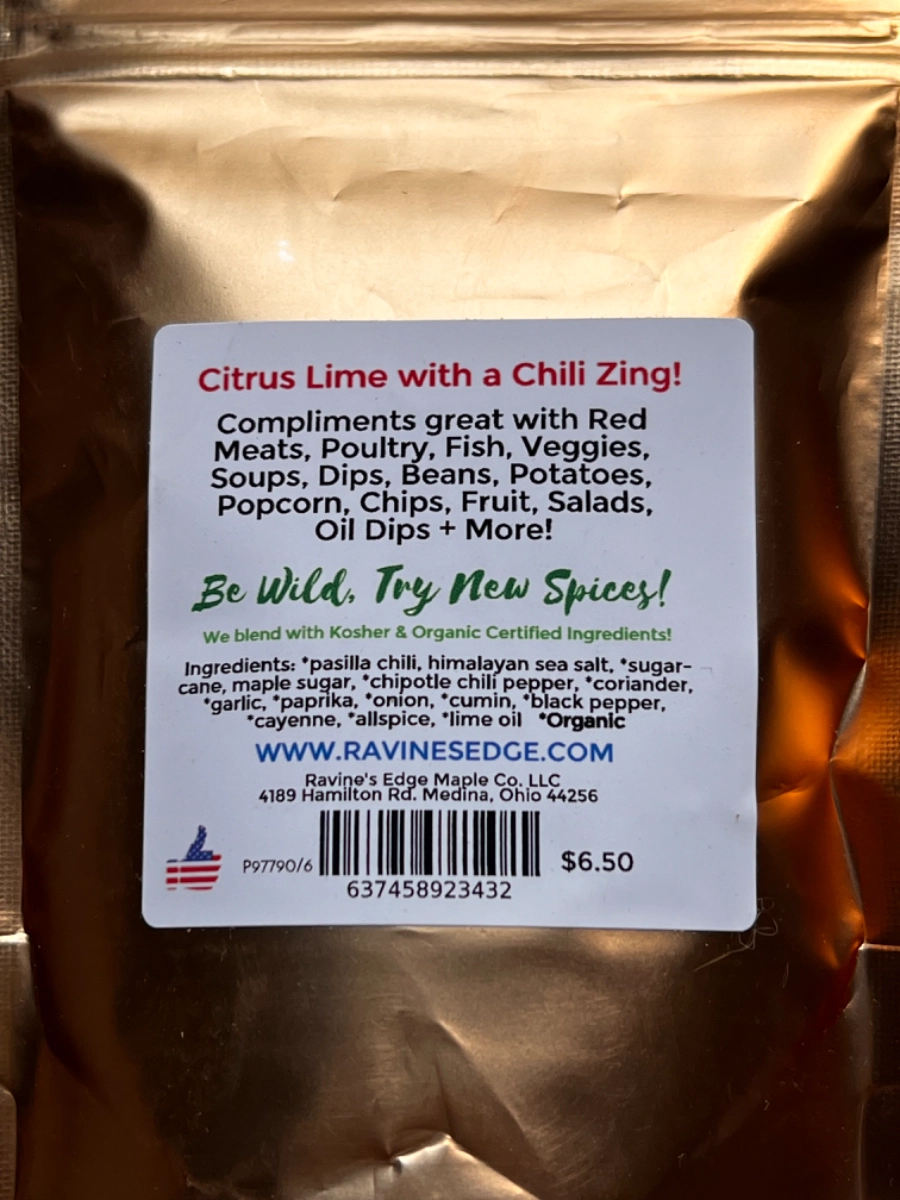 Citrus Lime with a Chili Zing!
Compliments great with Red
Meats, Poultry, Fish, Veggies,
Soups, Dips, Beans, Potatoes,
Popcorn, Chips, Fruit, Salads,
Oil Dips + More!
Be Wild, Try New Spices!
We blend with Kosher & Organic Certified Ingredients!
Ingredients: *pasilla chili, himalayan sea salt, *sugar-
cane, maple sugar, *chipotle chili pepper, *coriander,
*garlic, *paprika, *onion, *cumin, *black pepper,
*cayenne, *allspice, *lime oil *Organic
WWW.RAVINESEDGE.COM
Ravine's Edge Maple Co. LLC
4189 Hamilton Rd. Medina, Ohio 44256
P97790/6 $6.50
637458923432